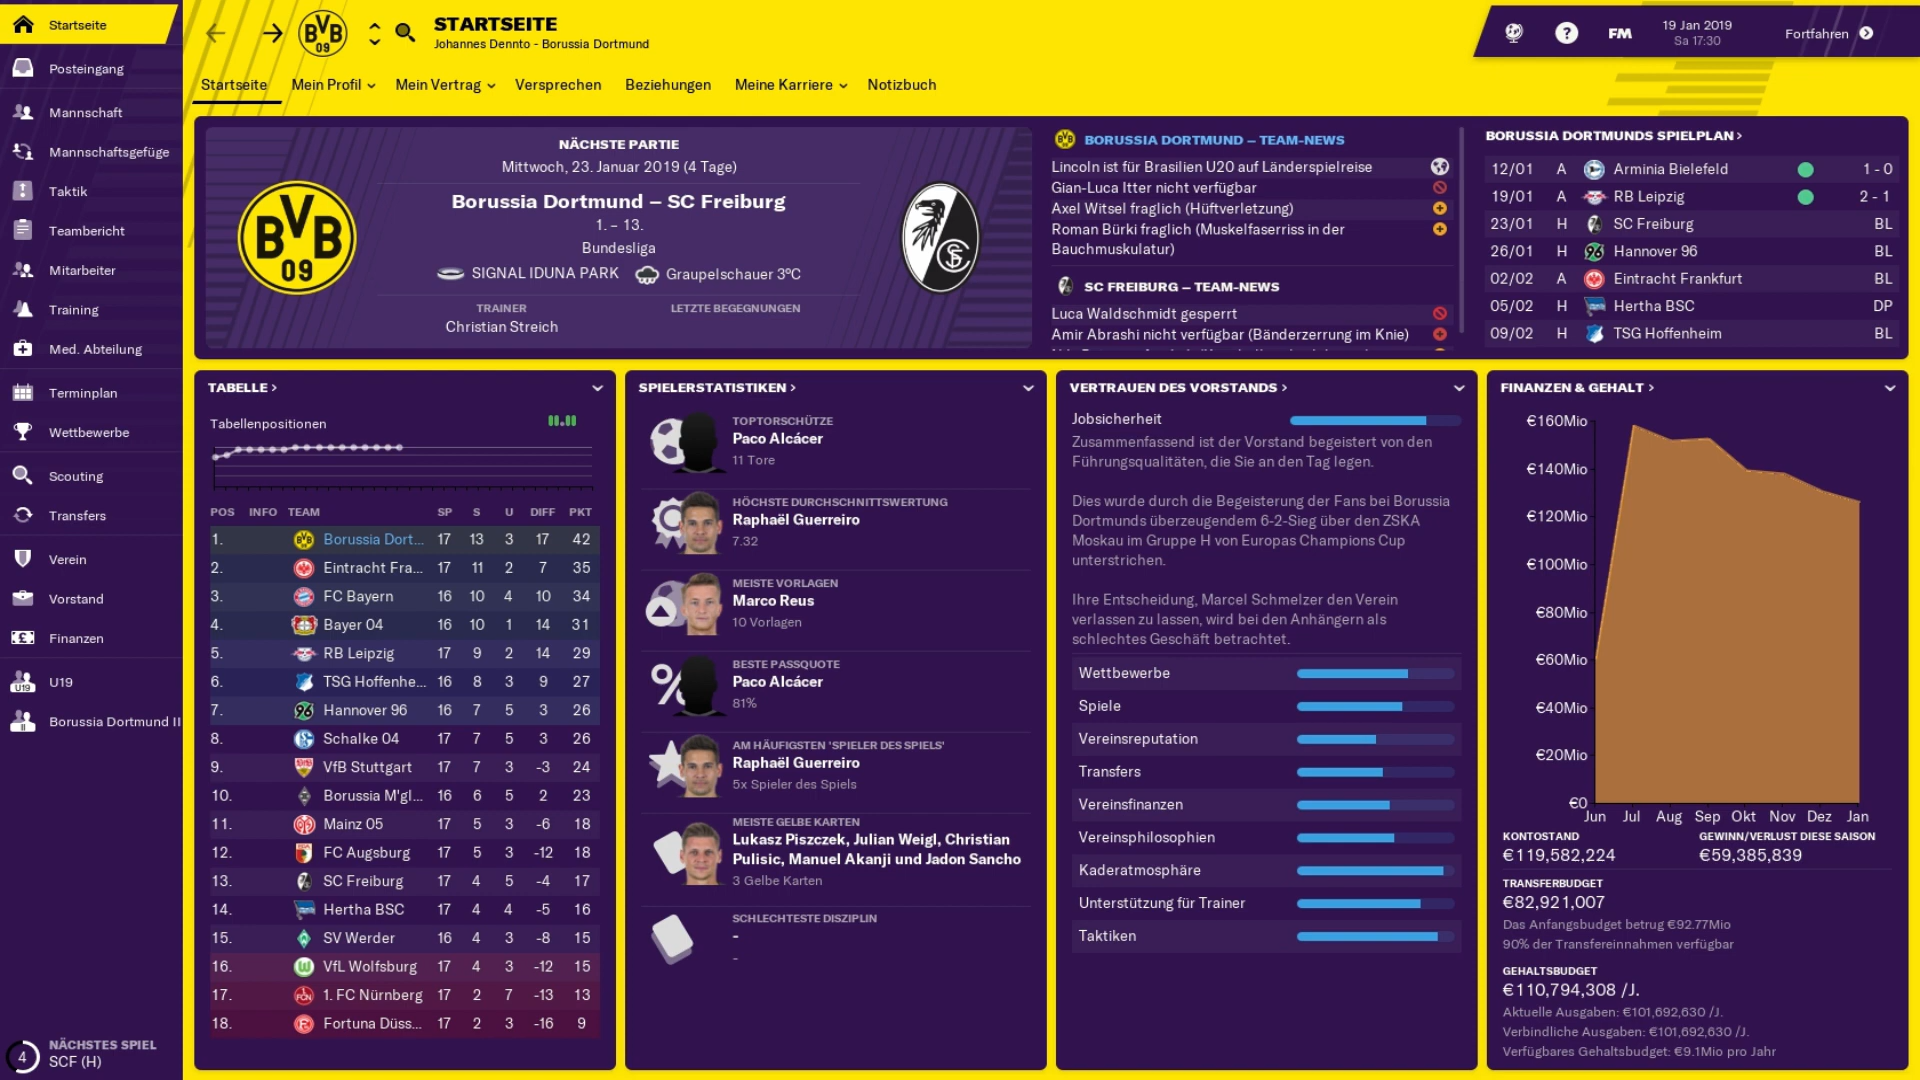 Startseite
Posteingang
Mannschaft
Mannschaftsgefüge
Taktik
Teambericht
Mitarbeiter
Training
Med. Abteilung
Terminplan
Wettbewerbe
Scouting
Transfers
Verein
Vorstand
Finanzen
U19
Borussia Dortmund II
4 NÄCHSTES SPIEL
SCF (H)
STARTSEITE
Johannes Dennto - Borussia Dortmund
FM
19 Jan 2019
Sa 17:30
Fortfahren
Startseite Mein Profil Mein Vertrag Versprechen Beziehungen Meine Karriere Notizbuch
NÄCHSTE PARTIE
Mittwoch, 23. Januar 2019 (4 Tage)
Borussia Dortmund – SC Freiburg
1. – 13.
Bundesliga
SIGNAL IDUNA PARK Graupelschauer 3°C
TRAINER LETZTE BEGEGNUNGEN
Christian Streich
BORUSSIA DORTMUND – TEAM-NEWS
Lincoln ist für Brasilien U20 auf Länderspielreise
Gian-Luca Itter nicht verfügbar
Axel Witsel fraglich (Hüftverletzung)
Roman Bürki fraglich (Muskelfaserriss in der
Bauchmuskulatur)
SC FREIBURG – TEAM-NEWS
Luca Waldschmidt gesperrt
Amir Abrashi nicht verfügbar (Bänderzerrung im Knie)
BORUSSIA DORTMUNDS SPIELPLAN >
12/01 A Arminia Bielefeld 1 - 0
19/01 A RB Leipzig 2 - 1
23/01 H SC Freiburg BL
26/01 H Hannover 96 BL
02/02 A Eintracht Frankfurt BL
05/02 H Hertha BSC DP
09/02 H TSG Hoffenheim BL
TABELLE >
Tabellenpositionen
POS INFO TEAM SP S U DIFF PKT
1. Borussia Dort... 17 13 3 17 42
2. Eintracht Fra... 17 11 2 7 35
3. FC Bayern 16 10 4 10 34
4. Bayer 04 16 10 1 14 31
5. RB Leipzig 17 9 2 14 29
6. TSG Hoffenhe... 16 8 3 9 27
7. Hannover 96 16 7 5 3 26
8. Schalke 04 17 7 5 3 26
9. VfB Stuttgart 17 7 3 -3 24
10. Borussia M'gl... 16 6 5 2 23
11. Mainz 05 17 5 3 -6 18
12. FC Augsburg 17 5 3 -12 18
13. SC Freiburg 17 4 5 -4 17
14. Hertha BSC 17 4 4 -5 16
15. SV Werder 16 4 3 -8 15
16. VfL Wolfsburg 17 4 3 -12 15
17. 1. FC Nürnberg 17 2 7 -13 13
18. Fortuna Düss... 17 2 3 -16 9
SPIELERSTATISTIKEN >
TOPTORSCHÜTZE
Paco Alcácer
11 Tore
HÖCHSTE DURCHSCHNITTSWERTUNG
Raphaël Guerreiro
7.32
MEISTE VORLAGEN
Marco Reus
10 Vorlagen
BESTE PASSQUOTE
Paco Alcácer
81%
AM HÄUFIGSTEN 'SPIELER DES SPIELS'
Raphaël Guerreiro
5x Spieler des Spiels
MEISTE GELBE KARTEN
Lukasz Piszczek, Julian Weigl, Christian
Pulisic, Manuel Akanji und Jadon Sancho
3 Gelbe Karten
SCHLECHTESTE DISZIPLIN
-
-
VERTRAUEN DES VORSTANDS >
Jobsicherheit
Zusammenfassend ist der Vorstand begeistert von den
Führungsqualitäten, die Sie an den Tag legen.
Dies wurde durch die Begeisterung der Fans bei Borussia
Dortmunds überzeugendem 6-2-Sieg über den ZSKA
Moskau im Gruppe H von Europas Champions Cup
unterstrichen.
Ihre Entscheidung, Marcel Schmelzer den Verein
verlassen zu lassen, wird bei den Anhängern als
schlechtes Geschäft betrachtet.
Wettbewerbe
Spiele
Vereinsreputation
Transfers
Vereinsfinanzen
Vereinsphilosophien
Kaderatmosphäre
Unterstützung für Trainer
Taktiken
FINANZEN & GEHALT >
€160Mio
€140Mio
€120Mio
€100Mio
€80Mio
€60Mio
€40Mio
€20Mio
€0
Jun Jul Aug Sep Okt Nov Dez Jan
KONTOSTAND GEWINN/VERLUST DIESE SAISON
€119,582,224 €59,385,839
TRANSFERBUDGET
€82,921,007
Das Anfangsbudget betrug €92.77Mio
90% der Transfereinnahmen verfügbar
GEHALTSBUDGET
€110,794,308 /J.
Aktuelle Ausgaben: €101,692,630 /J.
Verbindliche Ausgaben: €101,692,630 /J.
Verfügbares Gehaltsbudget: €9.1Mio pro Jahr